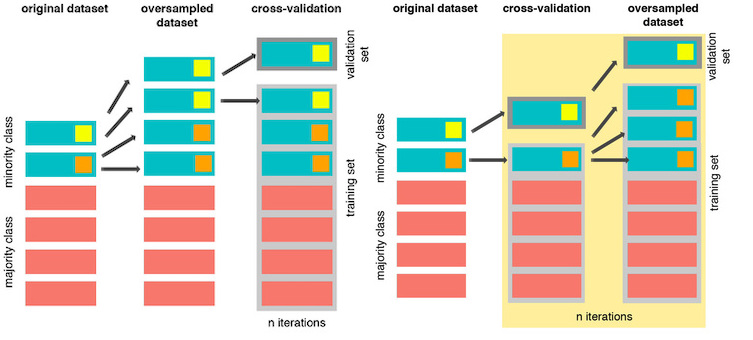 original dataset
oversampled
dataset
cross-validation
validation
set
minority class
majority class
training set
n iterations
original dataset
cross-validation
oversampled
dataset
validation
set
minority class
majority class
training set
n iterations